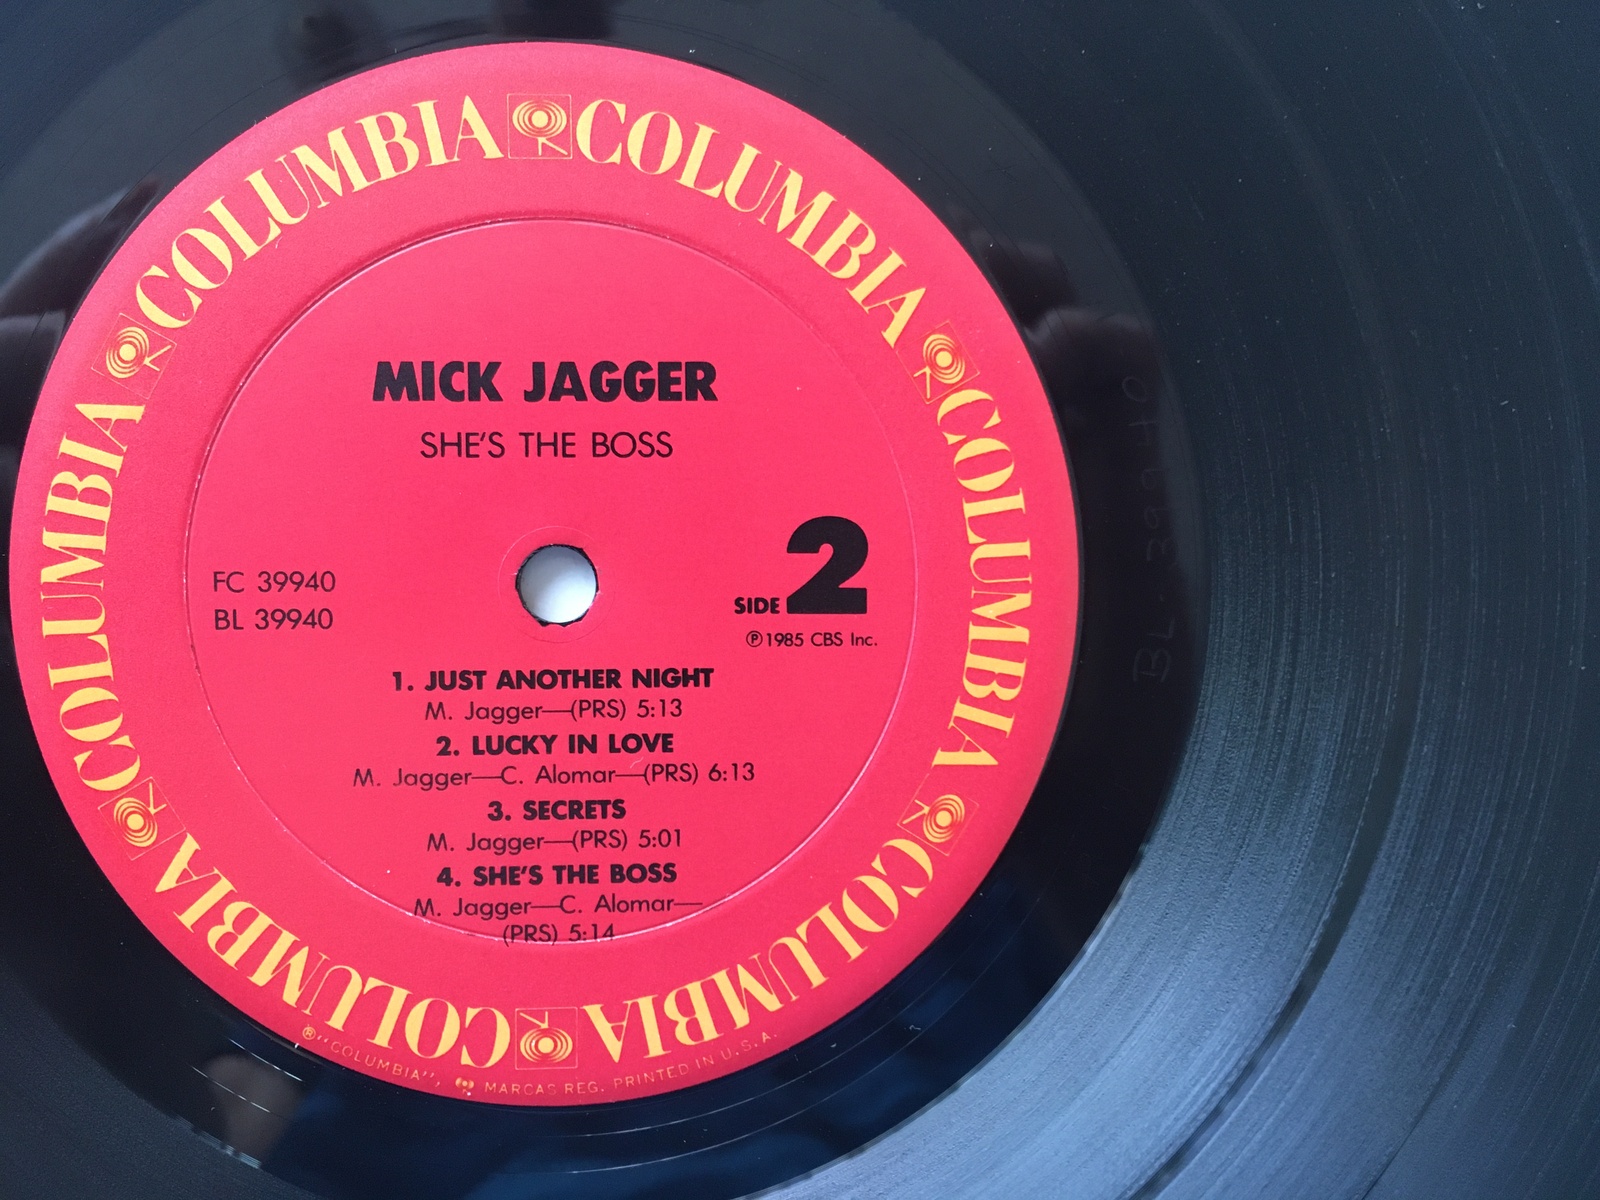 COLUMBIA COLUMBIA COLUMBIA COLUMBIA COLUMBIA COLUMBIA
MICK JAGGER
SHE'S THE BOSS
FC 39940
BL 39940
SIDE 2
Ⓟ1985 CBS Inc.
1. JUST ANOTHER NIGHT
M. Jagger—(PRS) 5:13
2. LUCKY IN LOVE
M. Jagger—C. Alomar—(PRS) 6:13
3. SECRETS
M. Jagger—(PRS) 5:01
4. SHE'S THE BOSS
M. Jagger—C. Alomar—
(PRS) 5:14
®"COLUMBIA", MARCAS REG. PRINTED IN U.S.A.